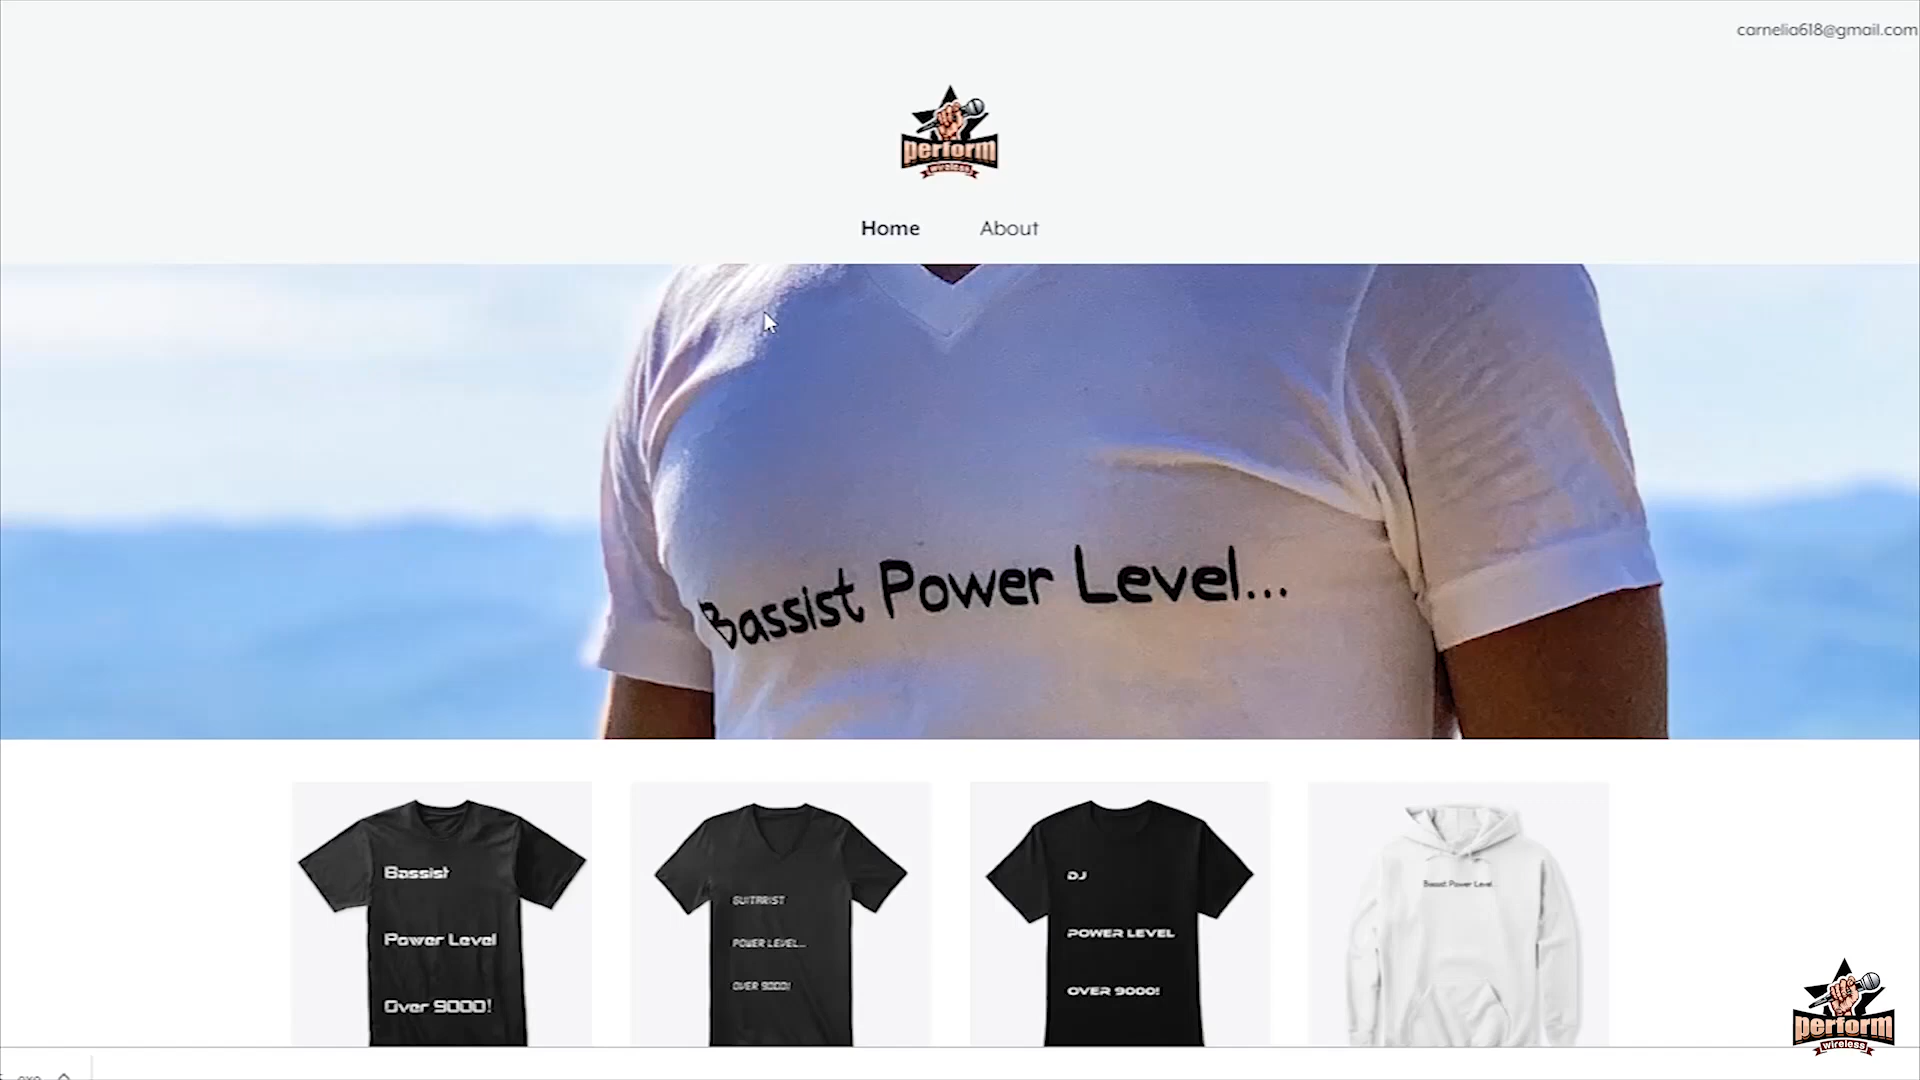 carnelia618@gmail.com
perform
wireless
Home
About
Bassist Power Level...
Bassist
Power Level
Over 9000!
GUITARIST
POWER LEVEL...
OVER 9000!
DJ
POWER LEVEL
OVER 9000!
Bassist Power Level...
perform
wireless